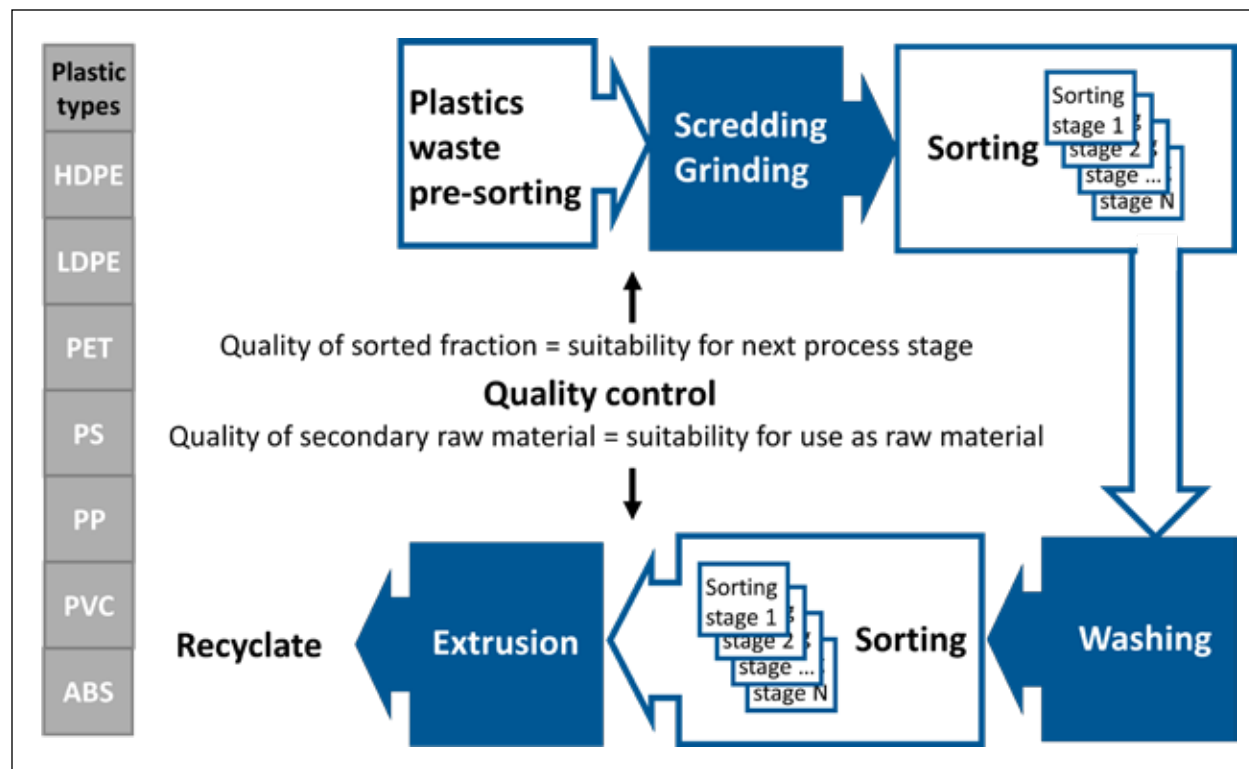 Plastic
types
HDPE
LDPE
PET
PS
PP
PVC
ABS
Plastics
waste
pre-sorting
Scredding
Grinding
Sorting
Sorting
stage 1
stage 2
stage ...
stage N
Quality of sorted fraction = suitability for next process stage
Quality control
Quality of secondary raw material = suitability for use as raw material
Recyclate
Extrusion
Sorting
stage 1
stage 2
stage ...
stage N
Sorting
Washing